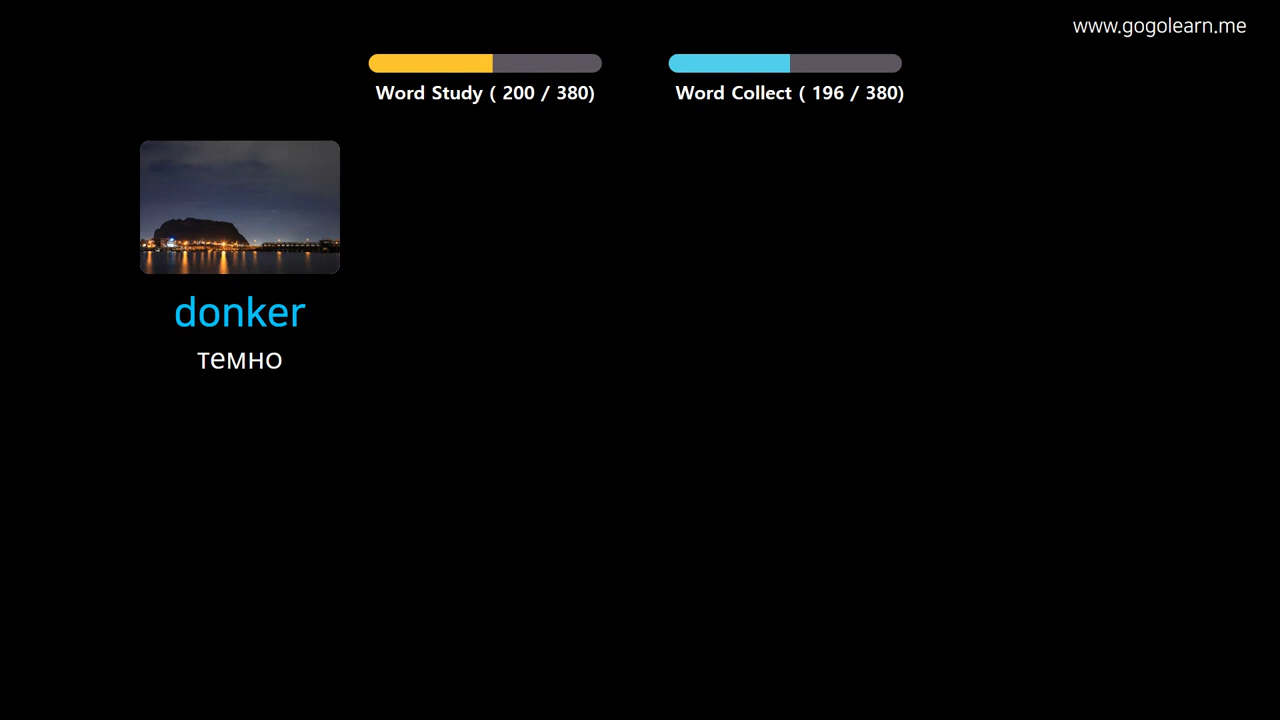 www.gogolearn.me
Word Study ( 200 / 380)
Word Collect ( 196 / 380)
donker
темно